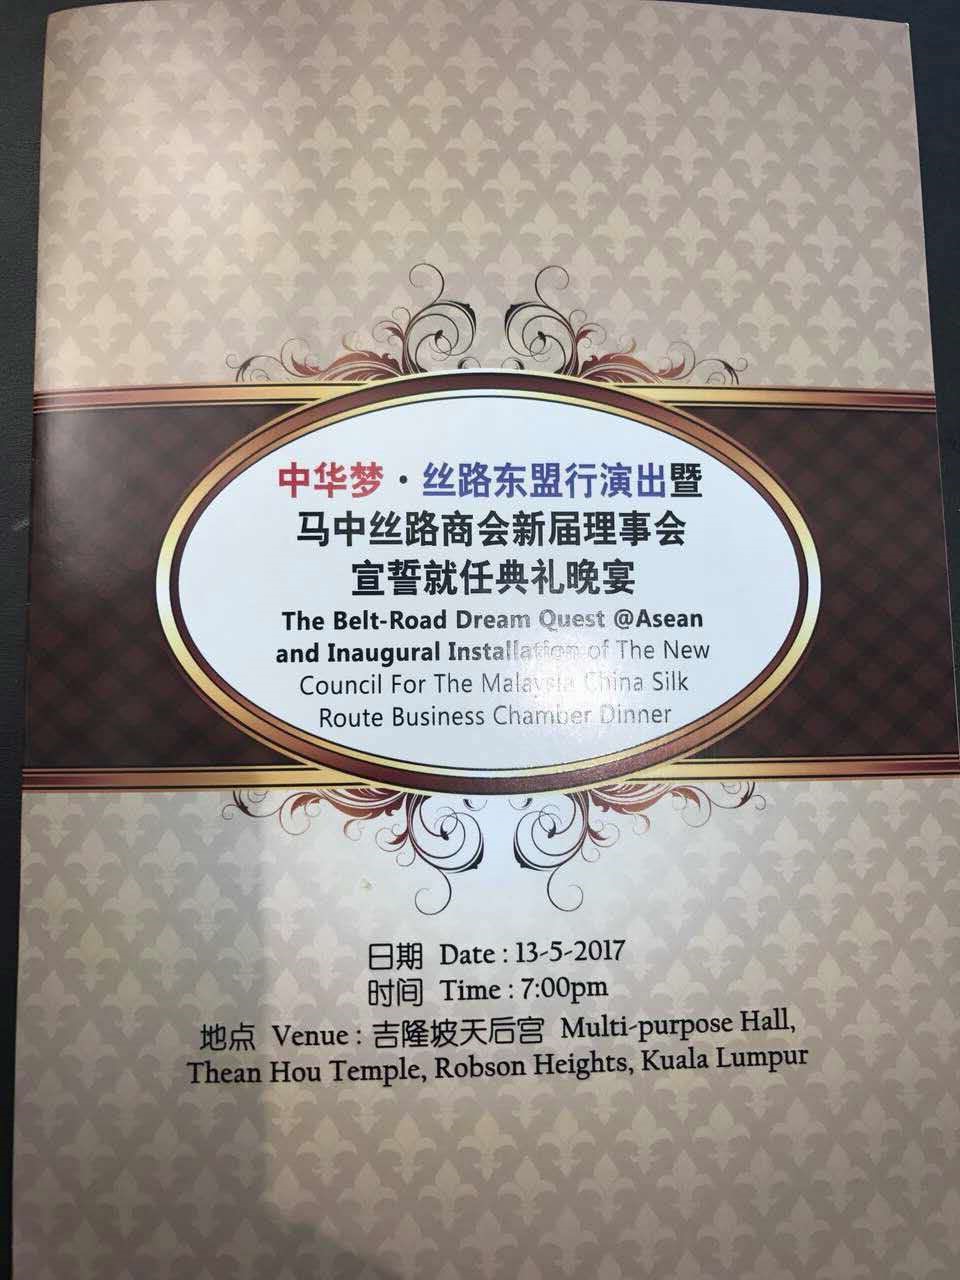 中华梦·丝路东盟行演出暨
马中丝路商会新届理事会
宣誓就任典礼晚宴
The Belt-Road Dream Quest @Asean
and Inaugural Installation of The New
Council For The Malaysia China Silk
Route Business Chamber Dinner
日期 Date : 13-5-2017
时间 Time : 7:00pm
地点 Venue : 吉隆坡天后宫 Multi-purpose Hall,
Thean Hou Temple, Robson Heights, Kuala Lumpur